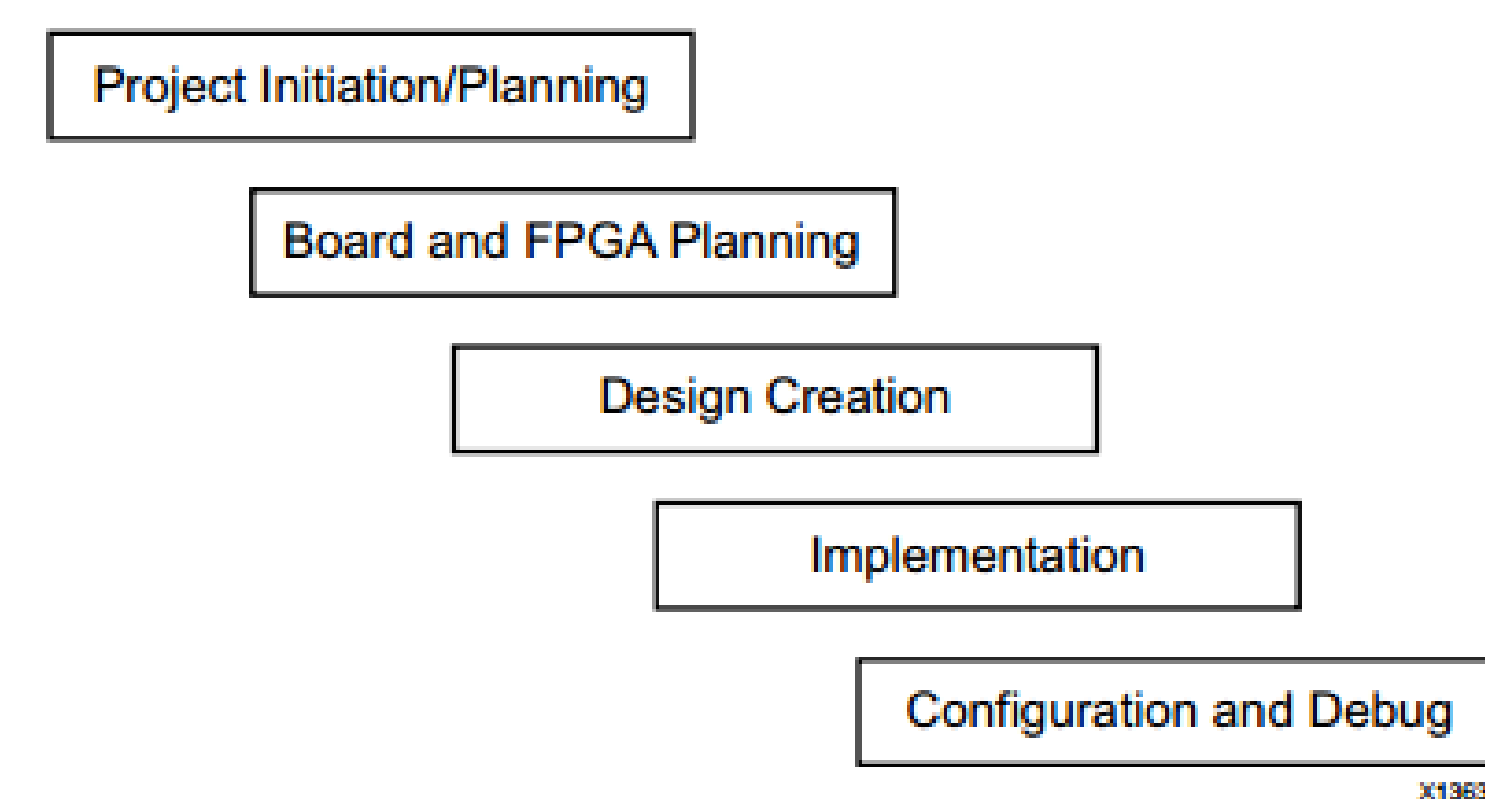 Project Initiation/Planning
Board and FPGA Planning
Design Creation
Implementation
Configuration and Debug